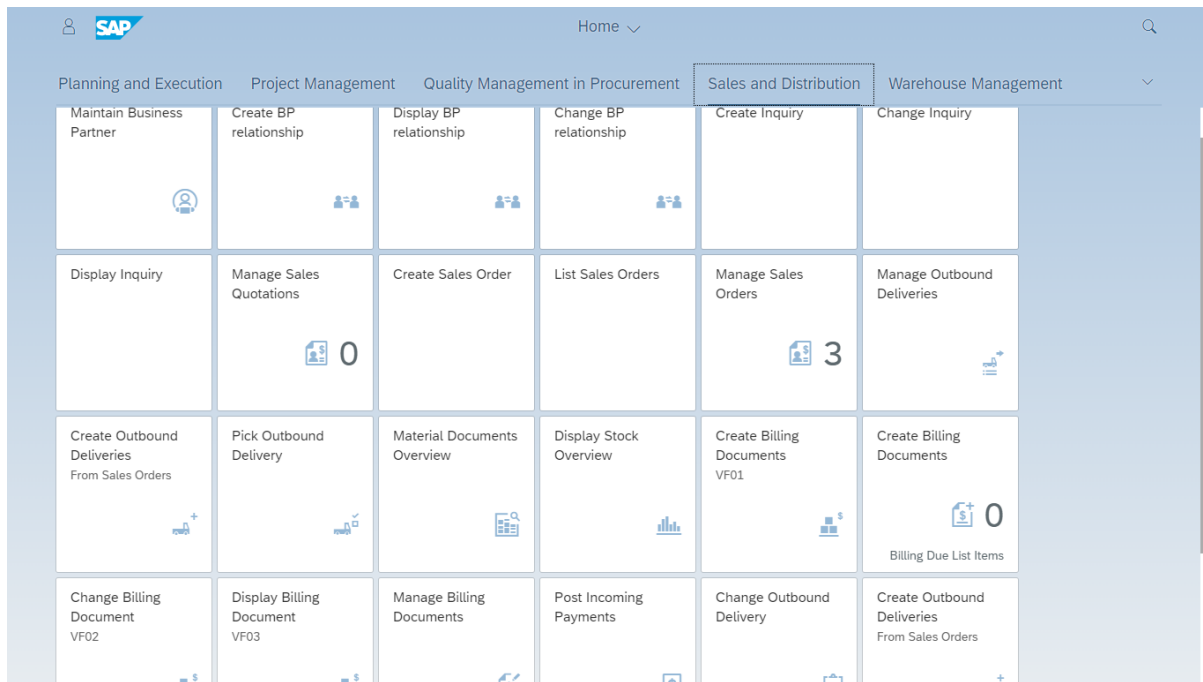 SAP
Home
Planning and Execution
Project Management
Quality Management in Procurement
Sales and Distribution
Warehouse Management
Maintain Business
Partner
Create BP
relationship
Display BP
relationship
Change BP
relationship
Create Inquiry
Change Inquiry
Display Inquiry
Manage Sales
Quotations
0
Create Sales Order
List Sales Orders
Manage Sales
Orders
3
Manage Outbound
Deliveries
Create Outbound
Deliveries
From Sales Orders
Pick Outbound
Delivery
Material Documents
Overview
Display Stock
Overview
Create Billing
Documents
VF01
Create Billing
Documents
0
Billing Due List Items
Change Billing
Document
VF02
Display Billing
Document
VF03
Manage Billing
Documents
Post Incoming
Payments
Change Outbound
Delivery
Create Outbound
Deliveries
From Sales Orders